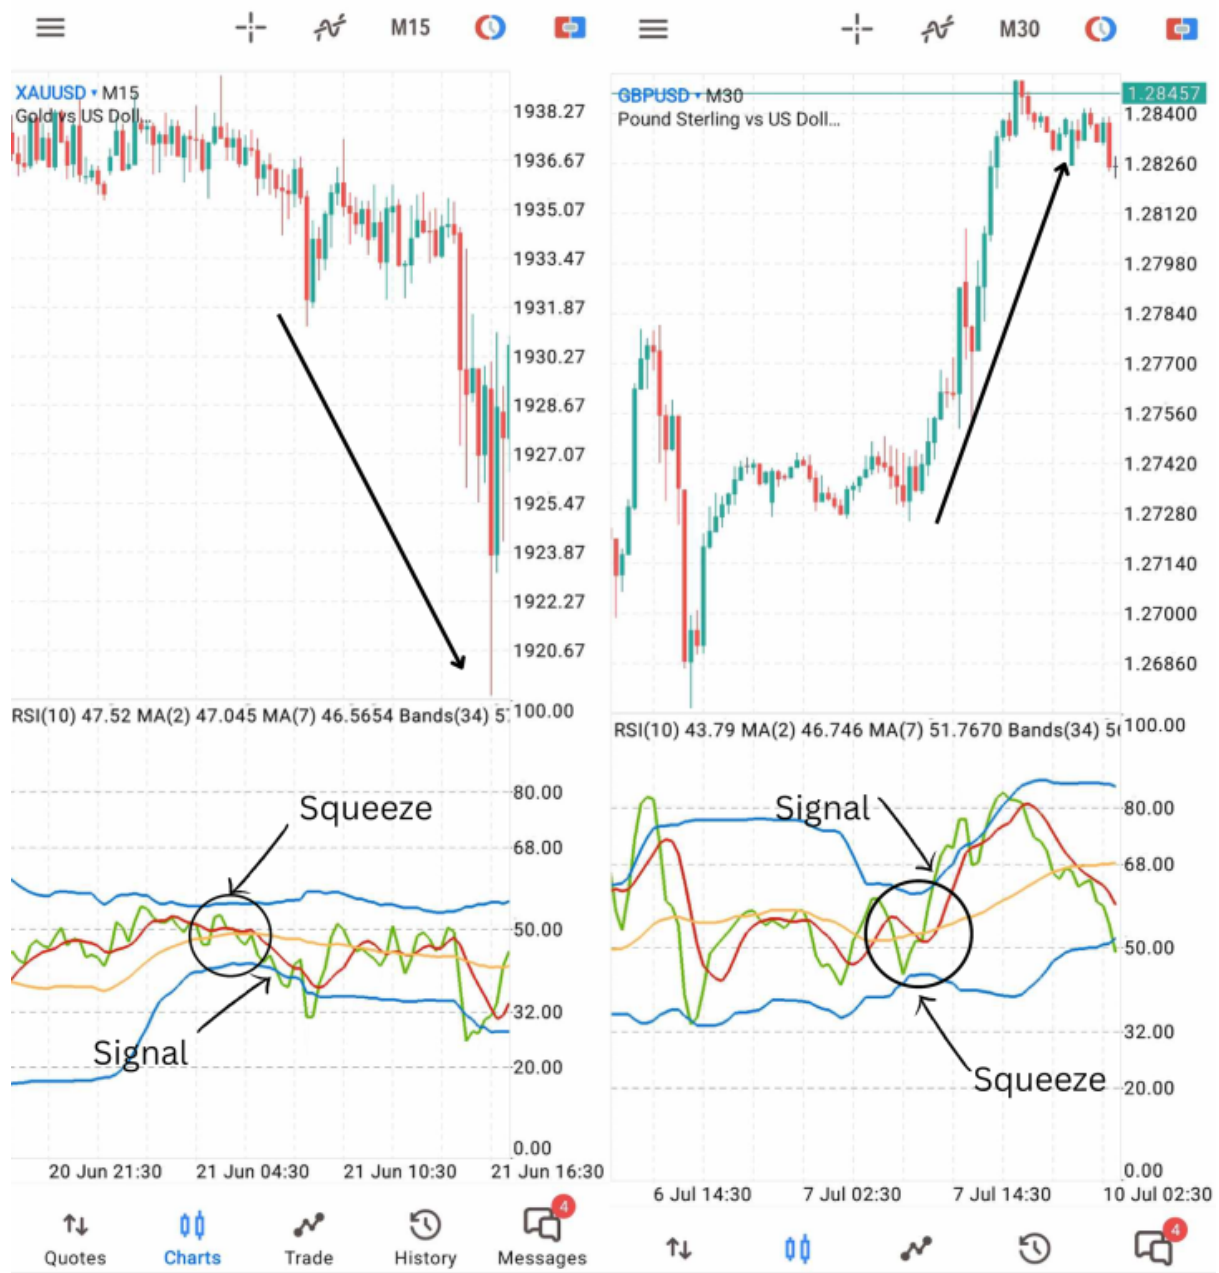 M15
XAUUSD ▾ M15
Gold vs US Doll...
1938.27
1936.67
1935.07
1933.47
1931.87
1930.27
1928.67
1927.07
1925.47
1923.87
1922.27
1920.67
RSI(10) 47.52 MA(2) 47.045 MA(7) 46.5654 Bands(34)
100.00
80.00
Squeeze
68.00
50.00
32.00
Signal
20.00
0.00
20 Jun 21:30 21 Jun 04:30 21 Jun 10:30 21 Jun 16:30
4
Quotes Charts Trade History Messages
M30
GBPUSD ▾ M30
Pound Sterling vs US Doll...
1.28457
1.28400
1.28260
1.28120
1.27980
1.27840
1.27700
1.27560
1.27420
1.27280
1.27140
1.27000
1.26860
RSI(10) 43.79 MA(2) 46.746 MA(7) 51.7670 Bands(34)
100.00
Signal
80.00
68.00
50.00
32.00
Squeeze
20.00
0.00
6 Jul 14:30 7 Jul 02:30 7 Jul 14:30 10 Jul 02:30
4